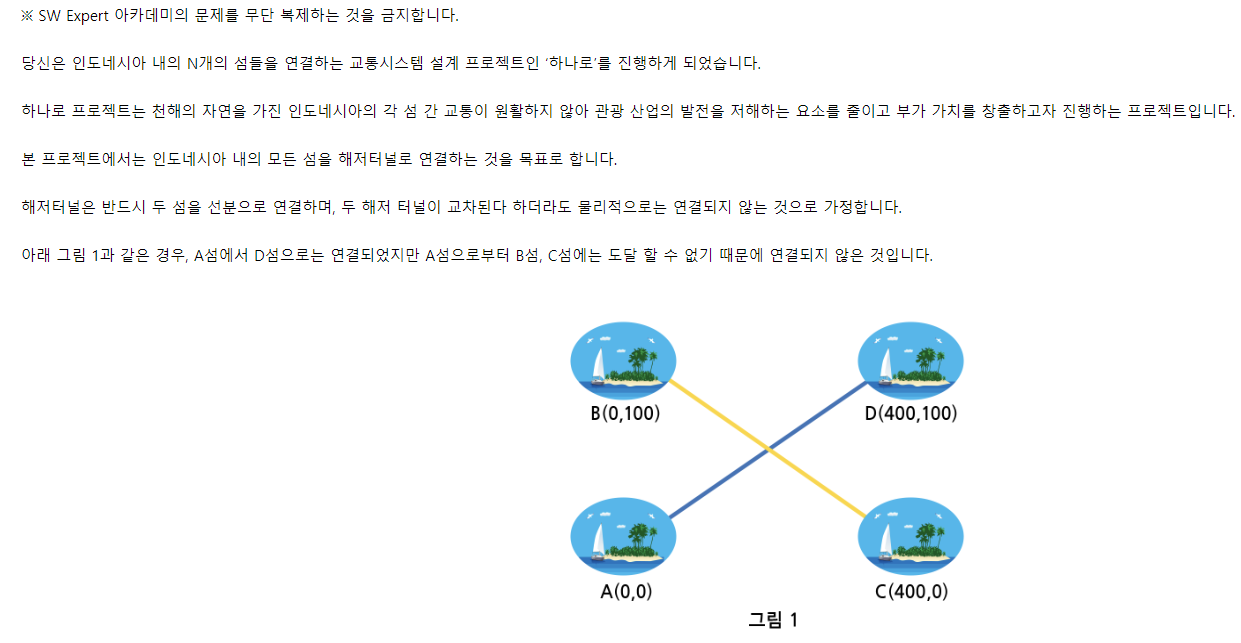 ※ SW Expert 아카데미의 문제를 무단 복제하는 것을 금지합니다.
당신은 인도네시아 내의 N개의 섬들을 연결하는 교통시스템 설계 프로젝트인 '하나로'를 진행하게 되었습니다.
하나로 프로젝트는 천해의 자연을 가진 인도네시아의 각 섬 간 교통이 원활하지 않아 관광 산업의 발전을 저해하는 요소를 줄이고 부가 가치를 창출하고자 진행하는 프로젝트입니다.
본 프로젝트에서는 인도네시아 내의 모든 섬을 해저터널로 연결하는 것을 목표로 합니다.
해저터널은 반드시 두 섬을 선분으로 연결하며, 두 해저 터널이 교차된다 하더라도 물리적으로는 연결되지 않는 것으로 가정합니다.
아래 그림 1과 같은 경우, A섬에서 D섬으로는 연결되었지만 A섬으로부터 B섬, C섬에는 도달 할 수 없기 때문에 연결되지 않은 것입니다.
B(0,100)
D(400,100)
A(0,0)
C(400,0)
그림 1